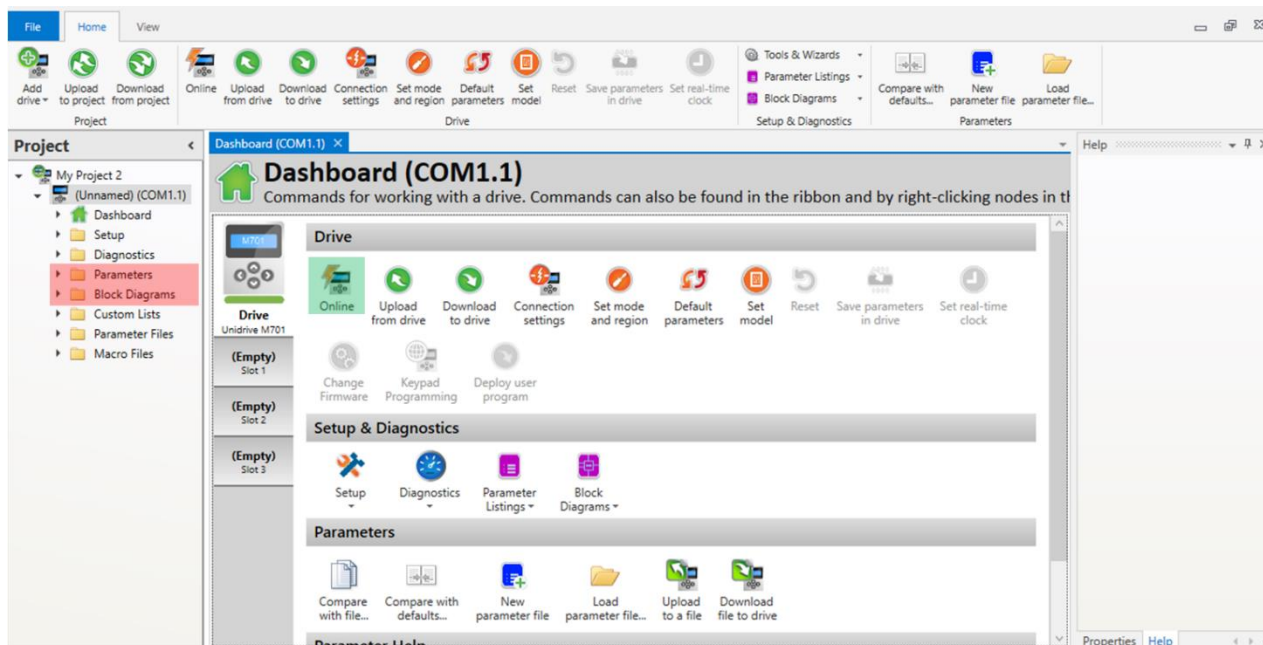 File Home View
Add drive
Upload to project
Download from project
Online
Upload from drive
Download to drive
Connection settings
Set mode and region
Default parameters
Set model
Reset
Save parameters in drive
Set real-time clock
Tools & Wizards
Parameter Listings
Block Diagrams
Compare with defaults...
New parameter file
Load parameter file...
Project
Drive
Setup & Diagnostics
Parameters
Project
My Project 2
(Unnamed) (COM1.1)
Dashboard
Setup
Diagnostics
Parameters
Block Diagrams
Custom Lists
Parameter Files
Macro Files
Dashboard (COM1.1)
Dashboard (COM1.1)
Commands for working with a drive. Commands can also be found in the ribbon and by right-clicking nodes in
M701
Drive
Unidrive M701
(Empty)
Slot 1
(Empty)
Slot 2
(Empty)
Slot 3
Drive
Online
Upload from drive
Download to drive
Connection settings
Set mode and region
Default parameters
Set model
Reset
Save parameters in drive
Set real-time clock
Change Firmware
Keypad Programming
Deploy user program
Setup & Diagnostics
Setup
Diagnostics
Parameter Listings
Block Diagrams
Parameters
Compare with file...
Compare with defaults...
New parameter file
Load parameter file...
Upload to a file
Download file to drive
Parameter Help
Help
Properties Help